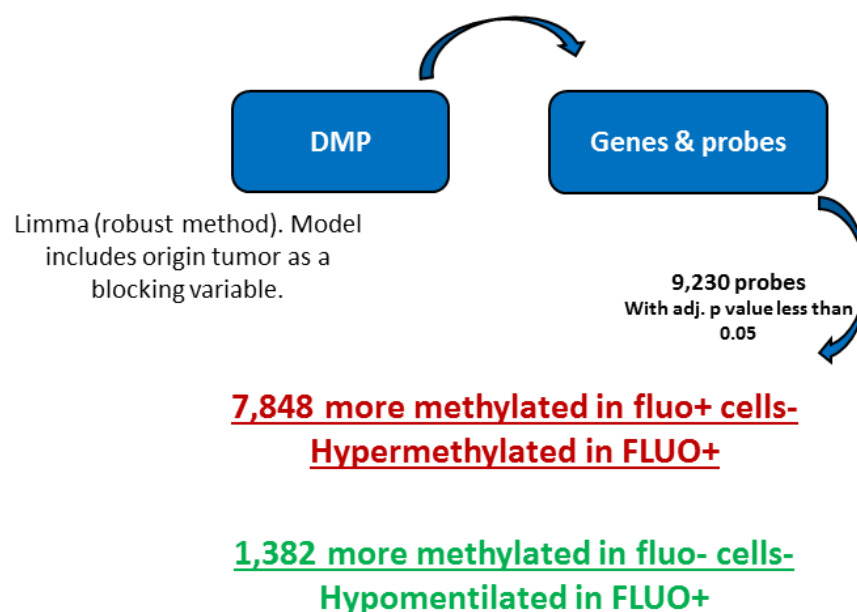 DMP
Genes & probes
Limma (robust method). Model
includes origin tumor as a
blocking variable.
9,230 probes
With adj. p value less than
0.05
7,848 more methylated in fluo+ cells-
Hypermethylated in FLUO+
1,382 more methylated in fluo- cells-
Hypomentilated in FLUO+